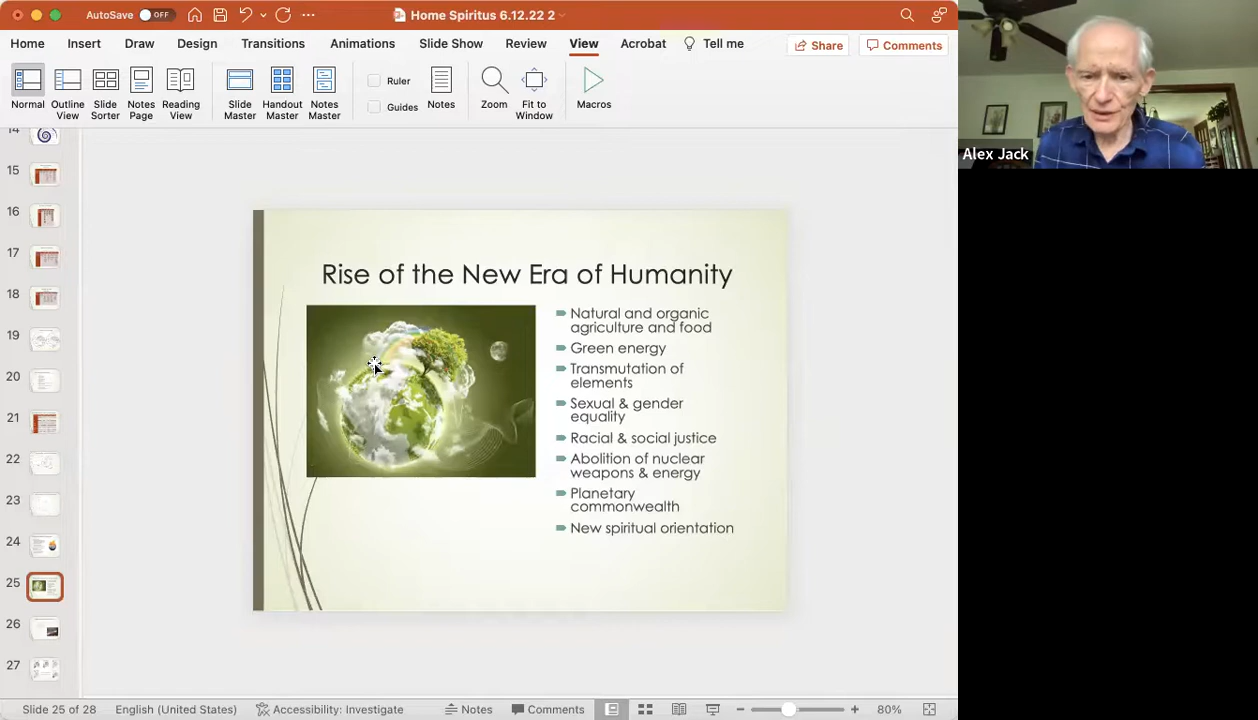 AutoSave OFF ... Home Spiritus 6.12.22 2
Home Insert Draw Design Transitions Animations Slide Show Review View Acrobat Tell me Share Comments
Normal Outline View Slide Sorter Notes Page Reading View Slide Master Handout Master Notes Master Ruler Guides Notes Zoom Fit to Window Macros
Alex Jack
14
15
16
17
18
19
20
21
22
23
24
25
26
27
Rise of the New Era of Humanity
Natural and organic
agriculture and food
Green energy
Transmutation of
elements
Sexual & gender
equality
Racial & social justice
Abolition of nuclear
weapons & energy
Planetary
commonwealth
New spiritual orientation
Slide 25 of 28 English (United States) Accessibility: Investigate Notes Comments 80%